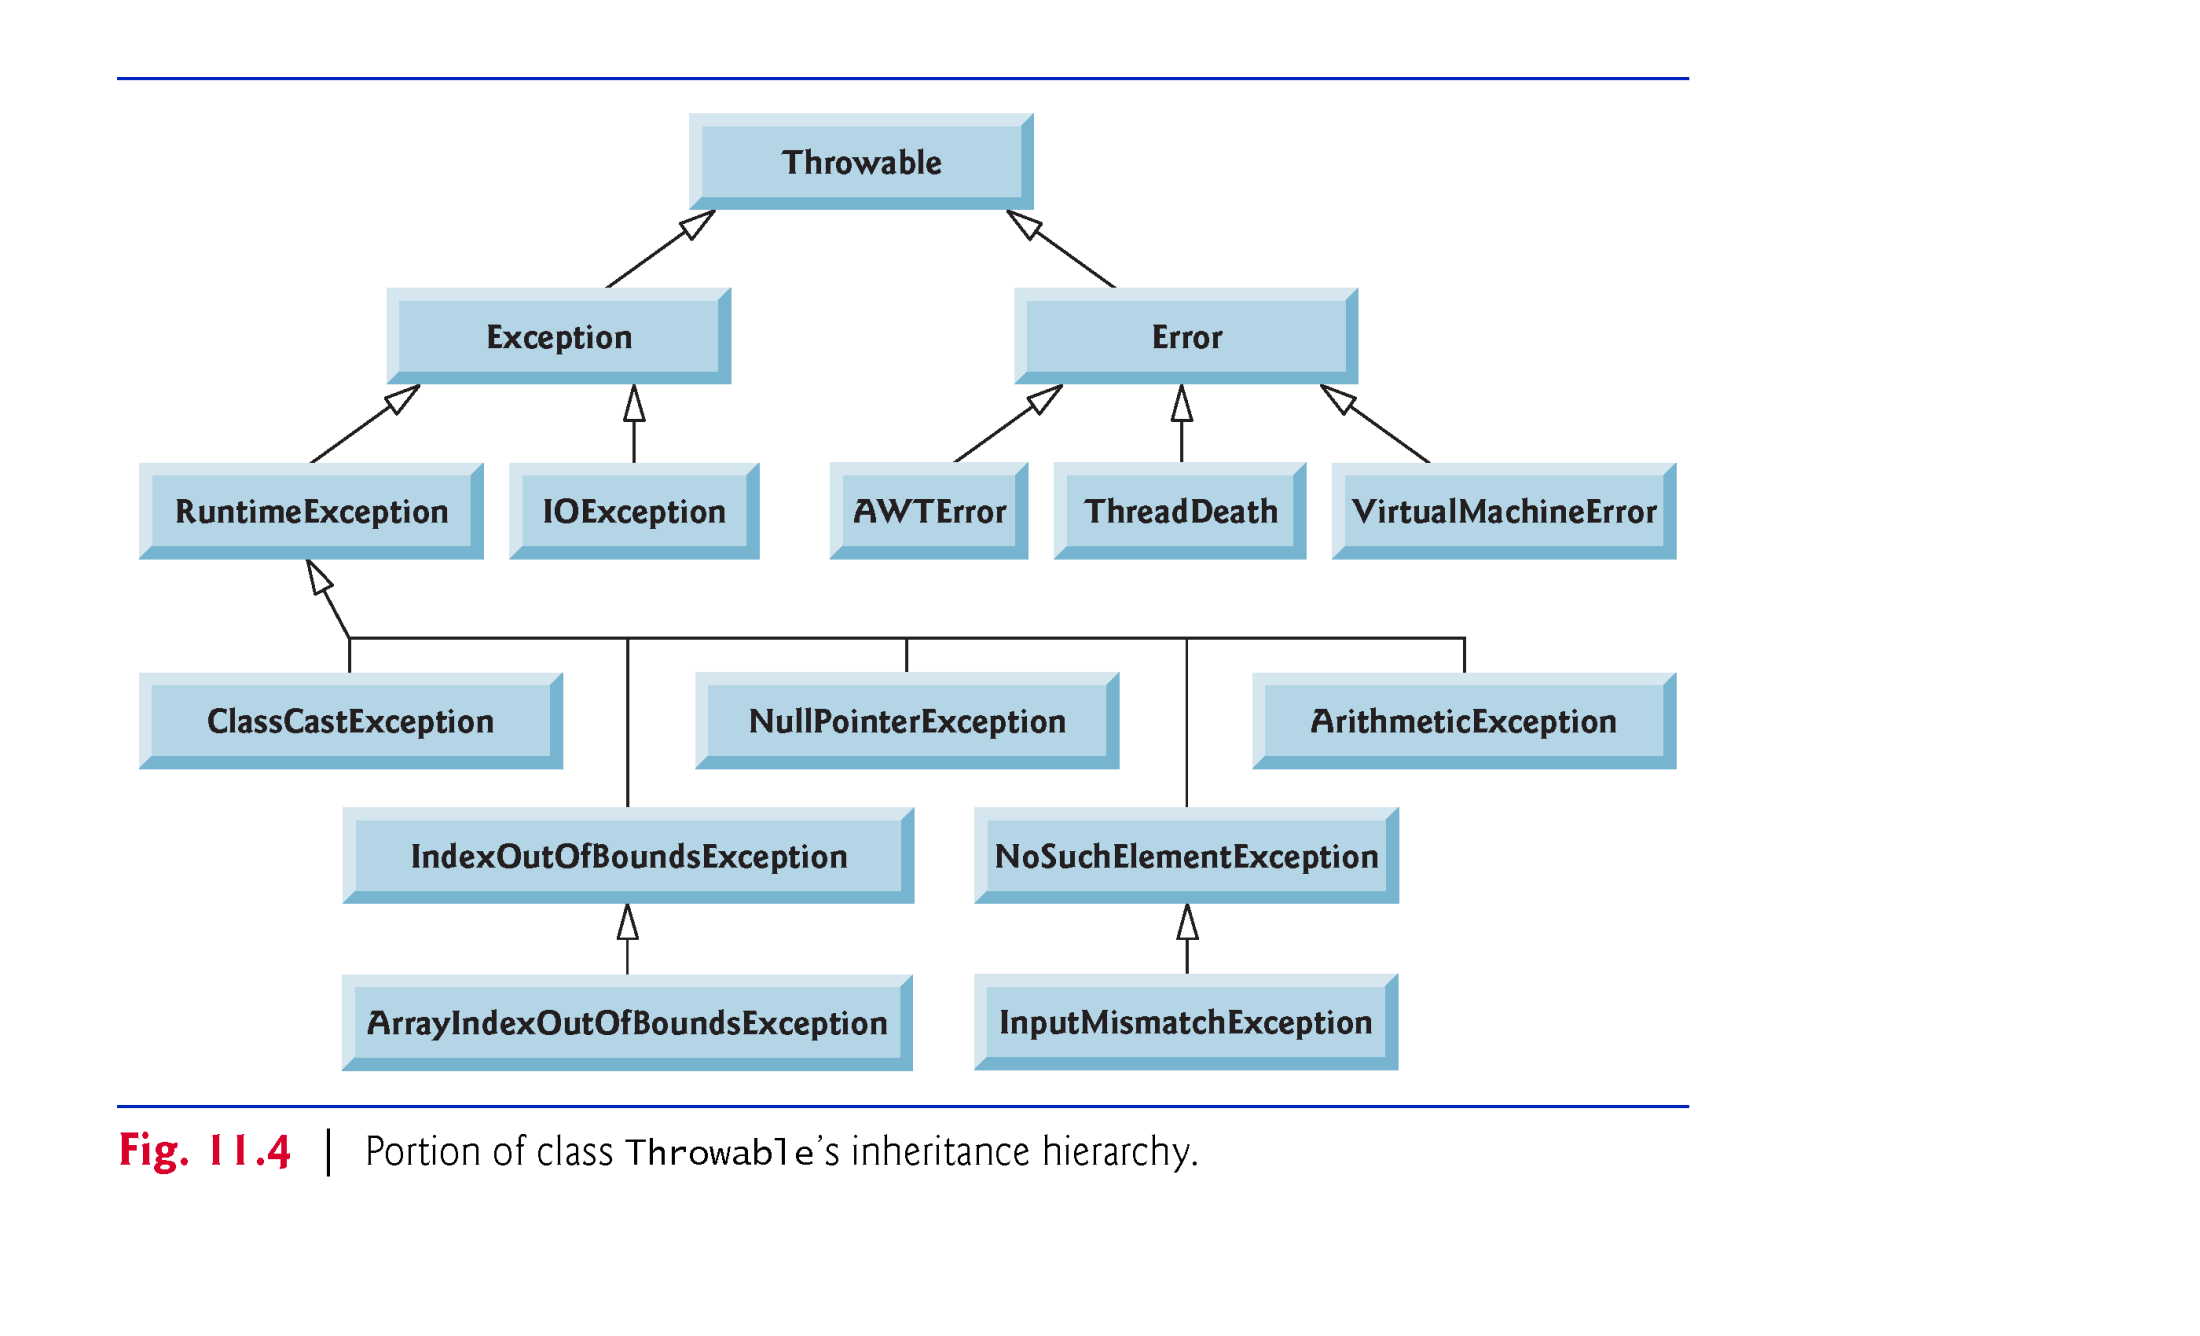 Throwable
Exception
Error
RuntimeException
IOException
AWTError
ThreadDeath
VirtualMachineError
ClassCastException
NullPointerException
ArithmeticException
IndexOutOfBoundsException
NoSuchElementException
ArrayIndexOutOfBoundsException
InputMismatchException
Fig. 11.4 | Portion of class Throwable’s inheritance hierarchy.